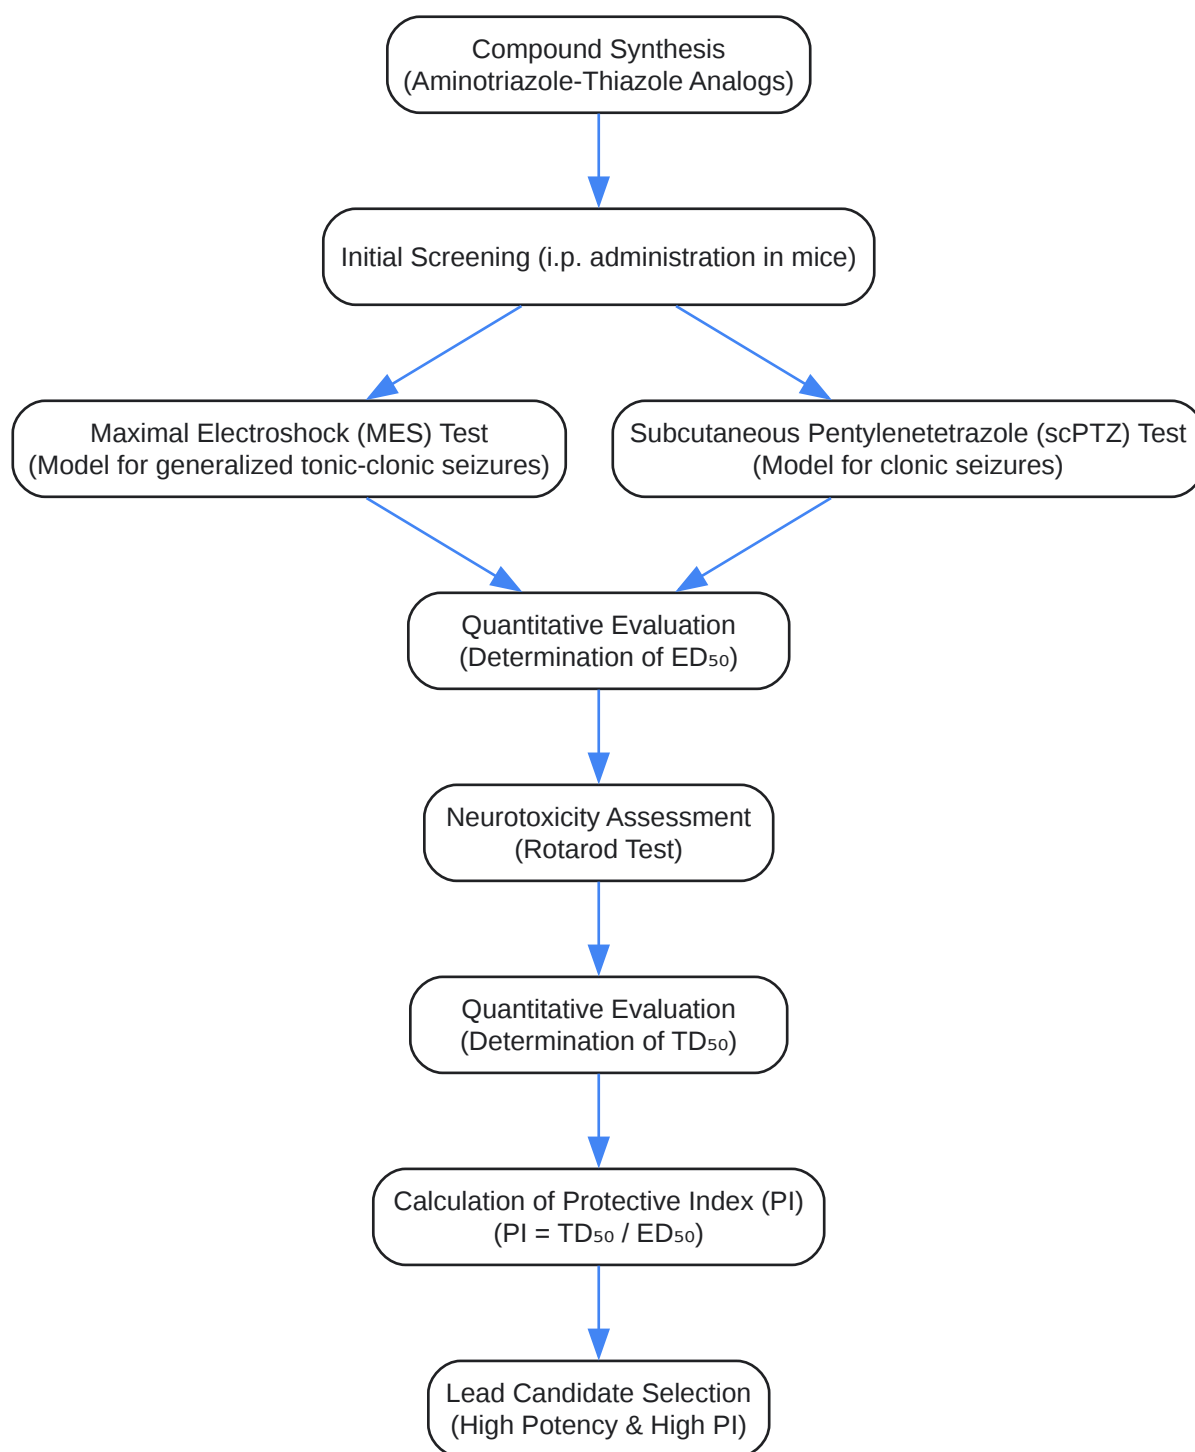 Compound Synthesis
(Aminotriazole-Thiazole Analogs)
Initial Screening (i.p. administration in mice)
Maximal Electroshock (MES) Test
(Model for generalized tonic-clonic seizures)
Subcutaneous Pentylenetetrazole (scPTZ) Test
(Model for clonic seizures)
Quantitative Evaluation
(Determination of ED₅₀)
Neurotoxicity Assessment
(Rotarod Test)
Quantitative Evaluation
(Determination of TD₅₀)
Calculation of Protective Index (PI)
(PI = TD₅₀ / ED₅₀)
Lead Candidate Selection
(High Potency & High PI)